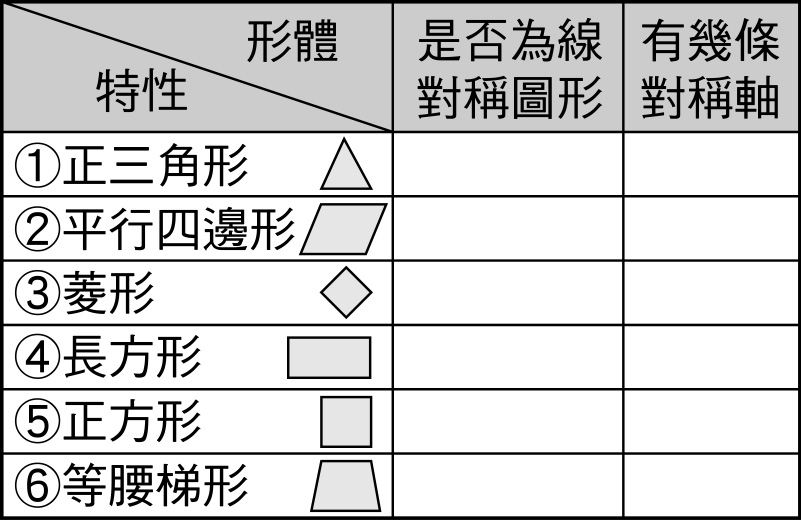 形體
特性
是否為線
對稱圖形
有幾條
對稱軸
①正三角形
②平行四邊形
③菱形
④長方形
⑤正方形
⑥等腰梯形